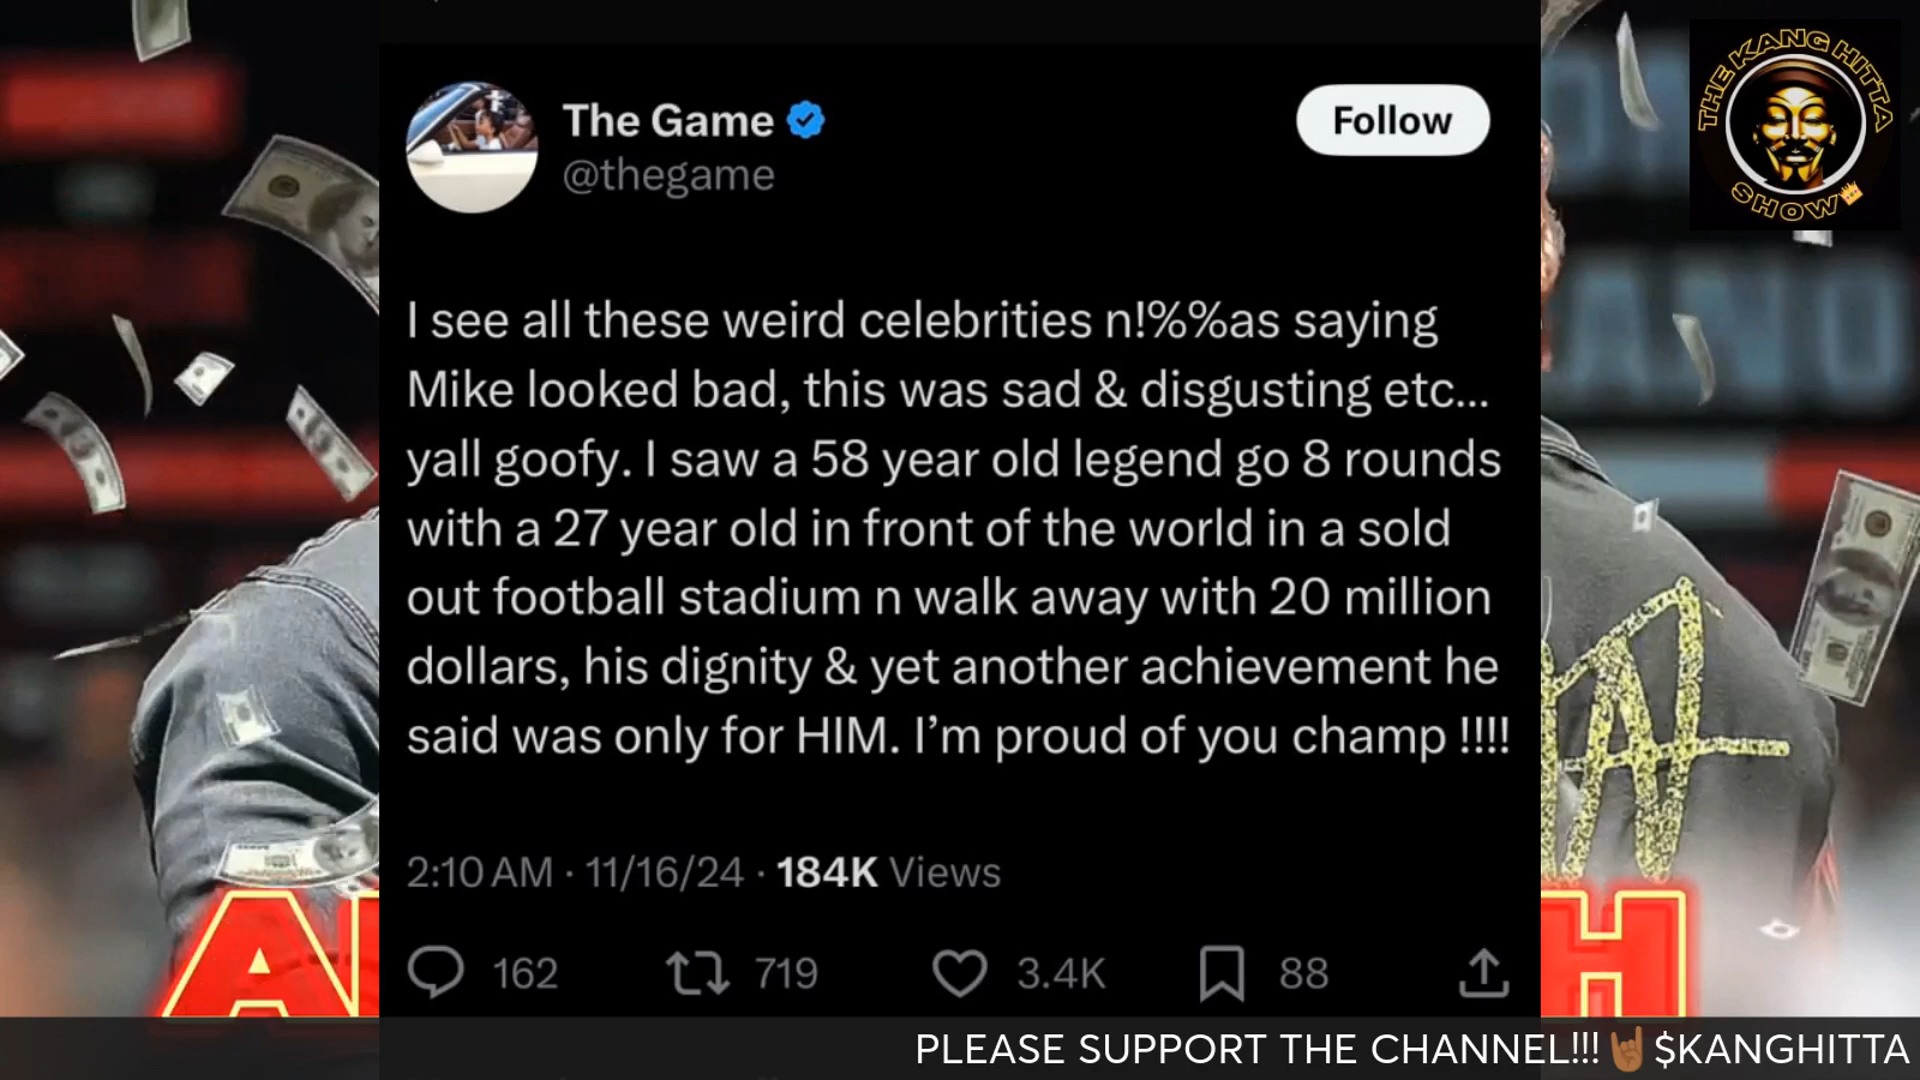 THE KANG HITTA
SHOW
The Game
@thegame
Follow
I see all these weird celebrities n!%%as saying
Mike looked bad, this was sad & disgusting etc...
yall goofy. I saw a 58 year old legend go 8 rounds
with a 27 year old in front of the world in a sold
out football stadium n walk away with 20 million
dollars, his dignity & yet another achievement he
said was only for HIM. I’m proud of you champ !!!!
2:10 AM · 11/16/24 · 184K Views
162 719 3.4K 88
PLEASE SUPPORT THE CHANNEL!!!🤘🏾$KANGHITTA